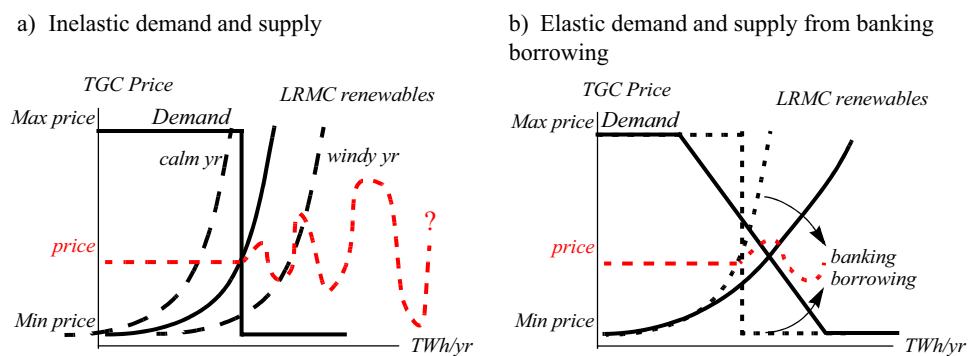 a) Inelastic demand and supply
TGC Price
LRMC renewables
Max price
Demand
calm yr
windy yr
price
?
Min price
TWh/yr
b) Elastic demand and supply from banking
borrowing
TGC Price
LRMC renewables
Max price
Demand
price
banking
borrowing
Min price
TWh/yr